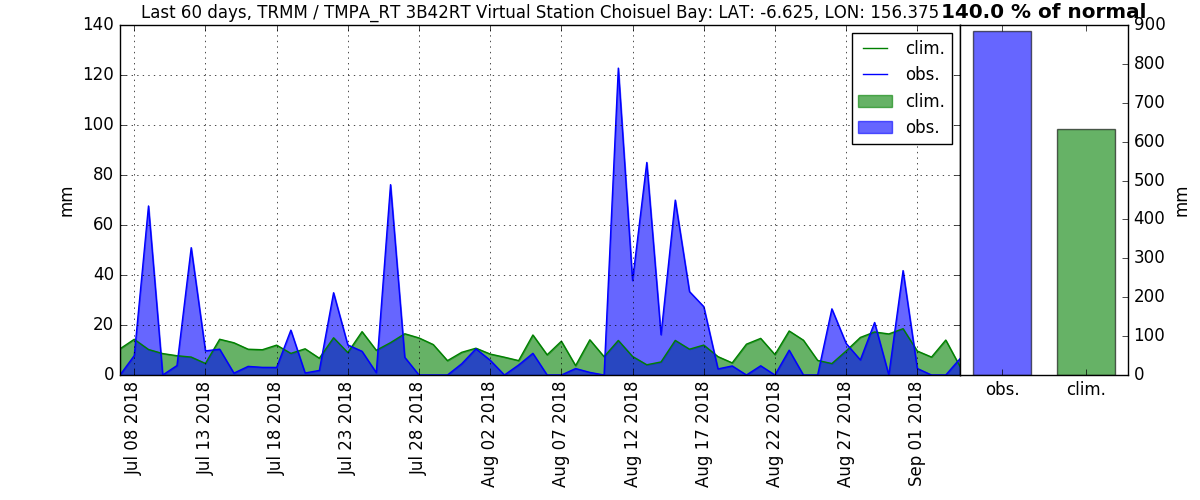 Last 60 days, TRMM / TMPA_RT 3B42RT Virtual Station Choisuel Bay: LAT: -6.625, LON: 156.375 140.0 % of normal
140
120
100
80
60
40
20
0
mm
clim.
obs.
clim.
obs.
900
800
700
600
500
400
300
200
100
0
mm
obs. clim.
Jul 08 2018
Jul 13 2018
Jul 18 2018
Jul 23 2018
Jul 28 2018
Aug 02 2018
Aug 07 2018
Aug 12 2018
Aug 17 2018
Aug 22 2018
Aug 27 2018
Sep 01 2018